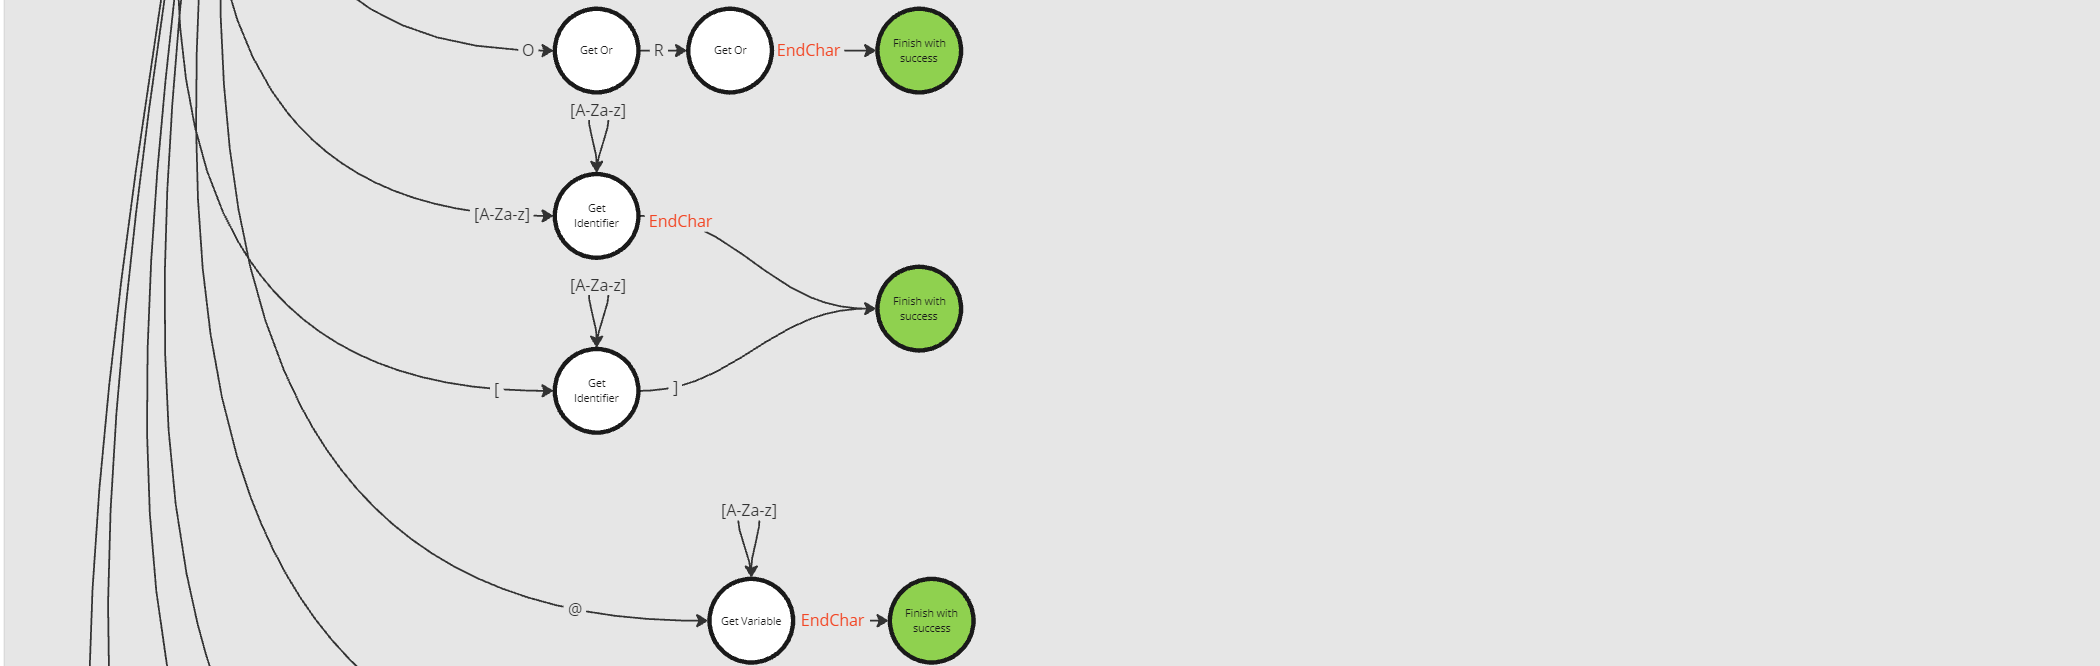 O
Get Or
R
Get Or
EndChar
Finish with
success
[A-Za-z]
[A-Za-z]
Get
Identifier
EndChar
[A-Za-z]
Finish with
success
[
Get
Identifier
]
[A-Za-z]
@
Get Variable
EndChar
Finish with
success